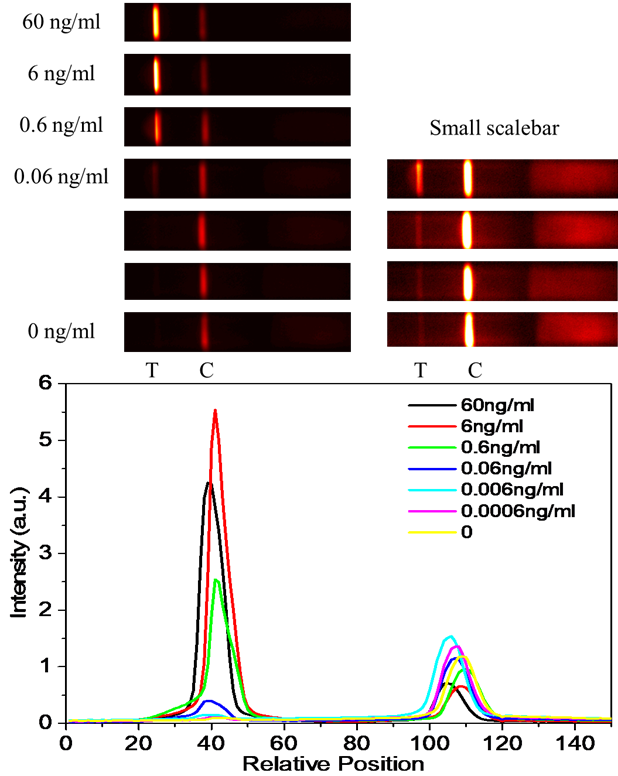 60 ng/ml
6 ng/ml
0.6 ng/ml
Small scalebar
0.06 ng/ml
0 ng/ml
T C T C
6
5
4
3
2
1
0
Intensity (a.u.)
60ng/ml
6ng/ml
0.6ng/ml
0.06ng/ml
0.006ng/ml
0.0006ng/ml
0
0 20 40 60 80 100 120 140
Relative Position